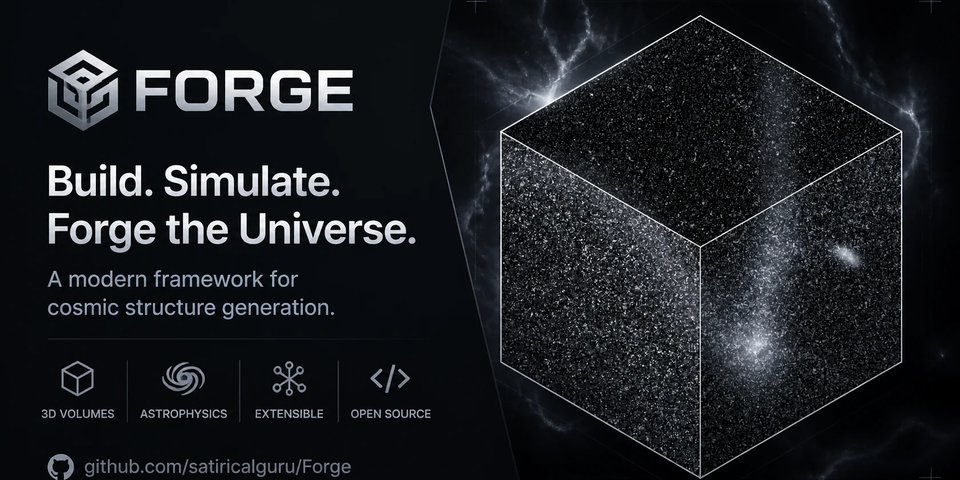 FORGE
Build. Simulate.
Forge the Universe.
A modern framework for
cosmic structure generation.
3D VOLUMES
ASTROPHYSICS
EXTENSIBLE
OPEN SOURCE
github.com/satiricalguru/Forge